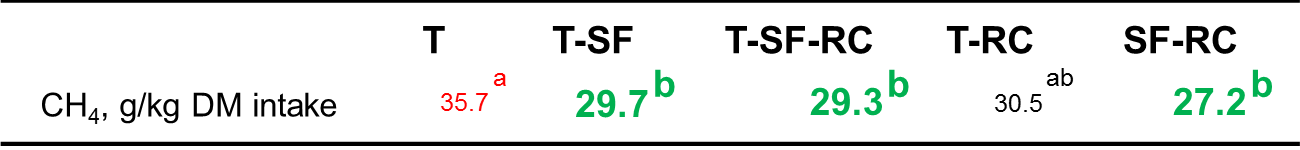 T T-SF T-SF-RC T-RC SF-RC
CH₄, g/kg DM intake 35.7ᵃ 29.7ᵇ 29.3ᵇ 30.5ᵃᵇ 27.2ᵇ